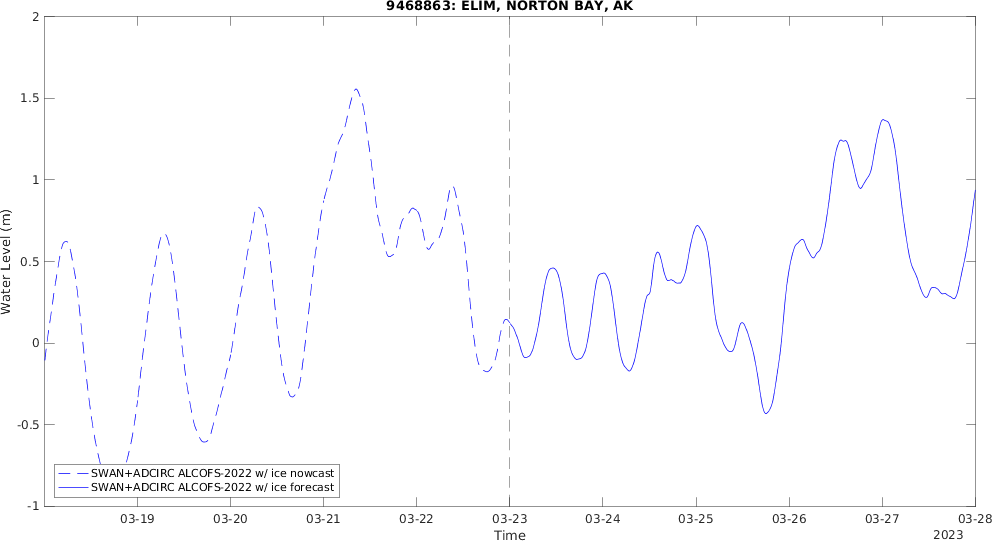 9468863: ELIM, NORTON BAY, AK
2
1.5
1
0.5
0
-0.5
-1
Water Level (m)
SWAN+ADCIRC ALCOFS-2022 w/ ice nowcast
SWAN+ADCIRC ALCOFS-2022 w/ ice forecast
03-19 03-20 03-21 03-22 03-23 03-24 03-25 03-26 03-27 03-28
Time
2023